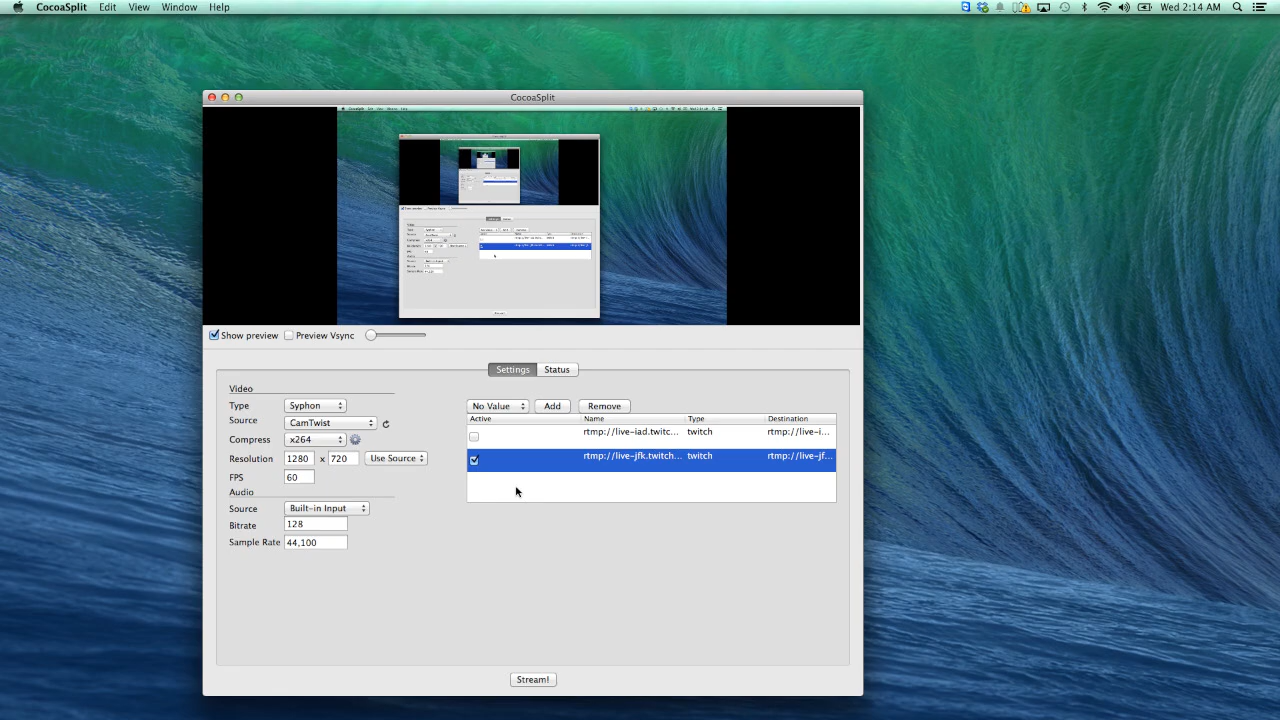 CocoaSplit Edit View Window Help Wed 2:14 AM
CocoaSplit
Show preview Preview Vsync
Settings Status
Video
Type Syphon
Source CamTwist
Compress x264
Resolution 1280 x 720 Use Source
FPS 60
Audio
Source Built-in Input
Bitrate 128
Sample Rate 44,100
No Value Add Remove
Active Name Type Destination
rtmp://live-iad.twitc... twitch rtmp://live-i...
rtmp://live-jfk.twitch... twitch rtmp://live-jf...
Stream!